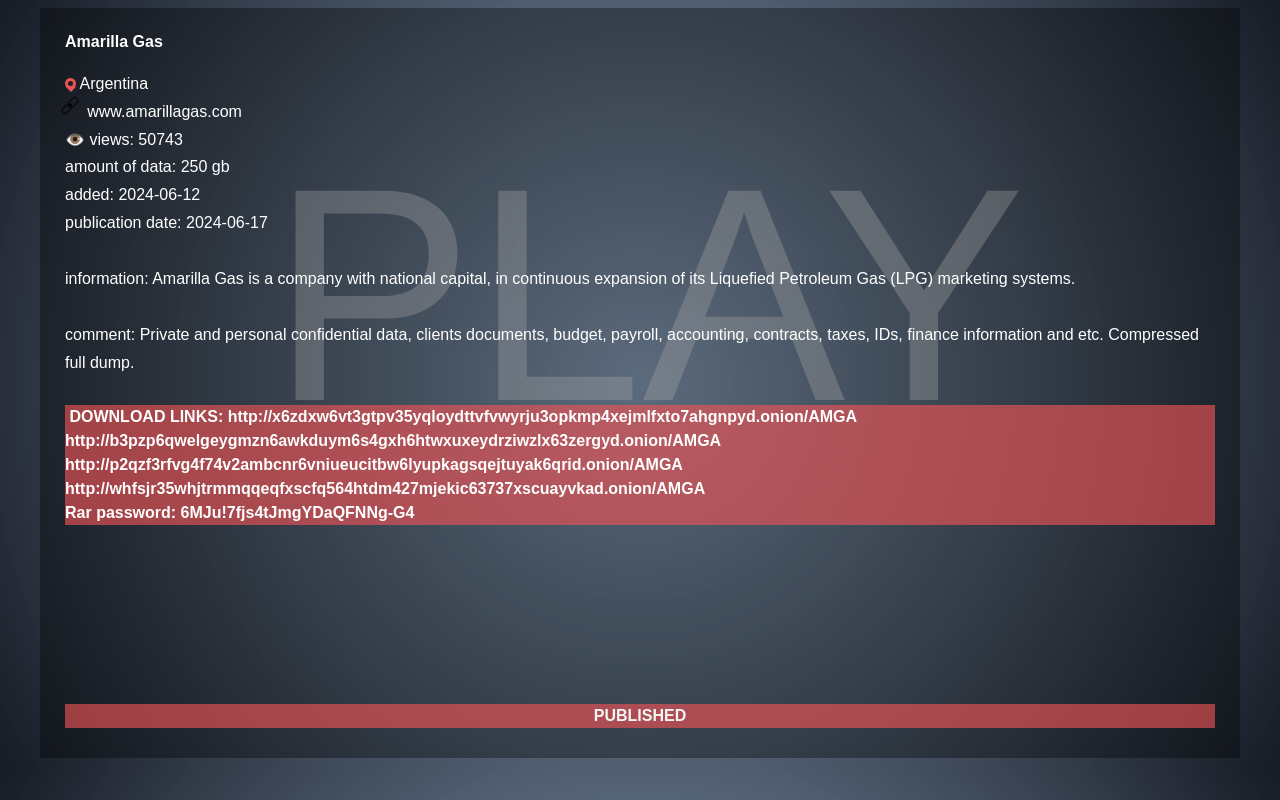 Amarilla Gas
Argentina
www.amarillagas.com
views: 50743
amount of data: 250 gb
added: 2024-06-12
publication date: 2024-06-17
PLAY
information: Amarilla Gas is a company with national capital, in continuous expansion of its Liquefied Petroleum Gas (LPG) marketing systems.
comment: Private and personal confidential data, clients documents, budget, payroll, accounting, contracts, taxes, IDs, finance information and etc. Compressed
full dump.
DOWNLOAD LINKS: http://x6zdxw6vt3gtpv35yqloydttvfvwyrju3opkmp4xejmlfxto7ahgnpyd.onion/AMGA
http://b3pzp6qwelgeygmzn6awkduym6s4gxh6htwxuxeydrziwzlx63zergyd.onion/AMGA
http://p2qzf3rfvg4f74v2ambcnr6vniueucitbw6lyupkagsqejtuyak6qrid.onion/AMGA
http://whfsjr35whjtrmmqqeqfxscfq564htdm427mjekic63737xscuayvkad.onion/AMGA
Rar password: 6MJu!7fjs4tJmgYDaQFNNg-G4
PUBLISHED